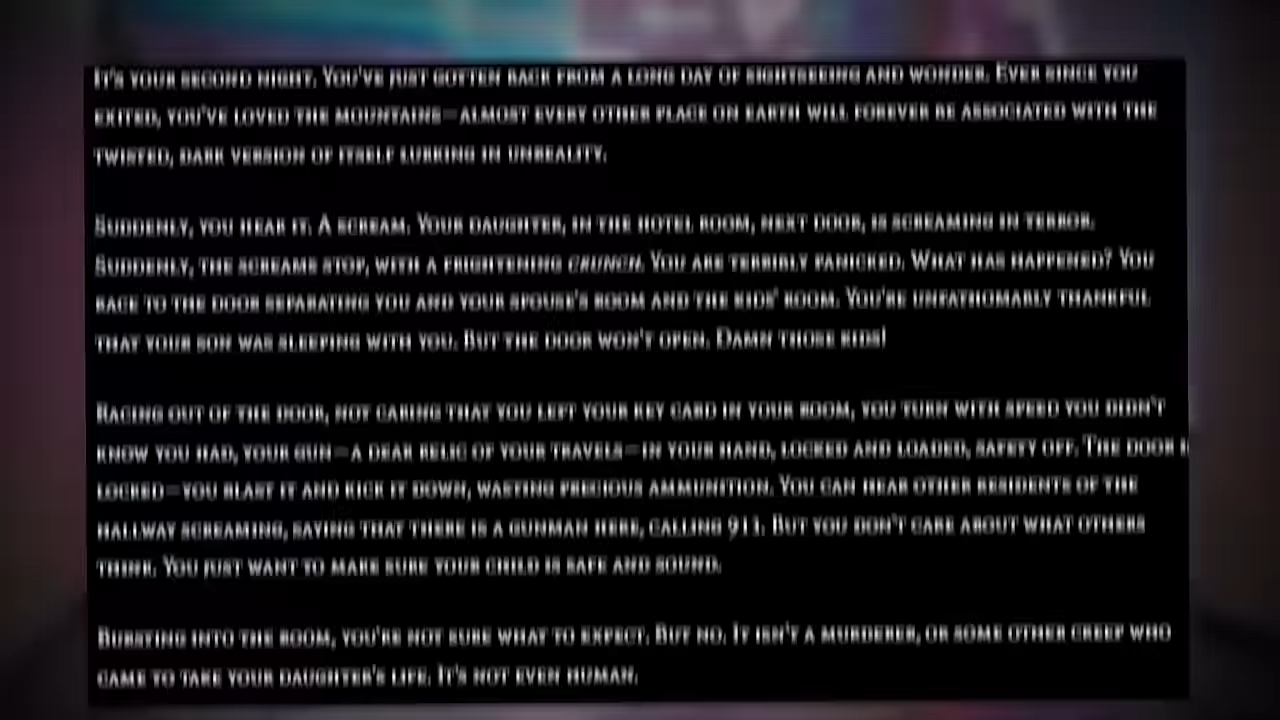 It's your second night. You've just gotten back from a long day of sightseeing and wonder. Ever since you
exited, you've loved the mountains—almost every other place on earth will forever be associated with the
twisted, dark version of itself lurking in unreality.
Suddenly, you hear it. A scream. Your daughter, in the hotel room, next door, is screaming in terror.
Suddenly, the screams stop, with a frightening crunch. You are terribly panicked. What has happened? You
race to the door separating you and your spouse's room and the kids' room. You're unfathomably thankful
that your son was sleeping with you. But the door won't open. Damn those kids!
Racing out of the door, not caring that you left your key card in your room, you turn with speed you didn't
know you had, your gun—a dear relic of your travels—in your hand, locked and loaded, safety off. The door is
locked—you blast it and kick it down, wasting precious ammunition. You can hear other residents of the
hallway screaming, saying that there is a gunman here, calling 911. But you don't care about what others
think. You just want to make sure your child is safe and sound.
Bursting into the room, you're not sure what to expect. But no. It isn't a murderer, or some other creep who
came to take your daughter's life. It's not even human.